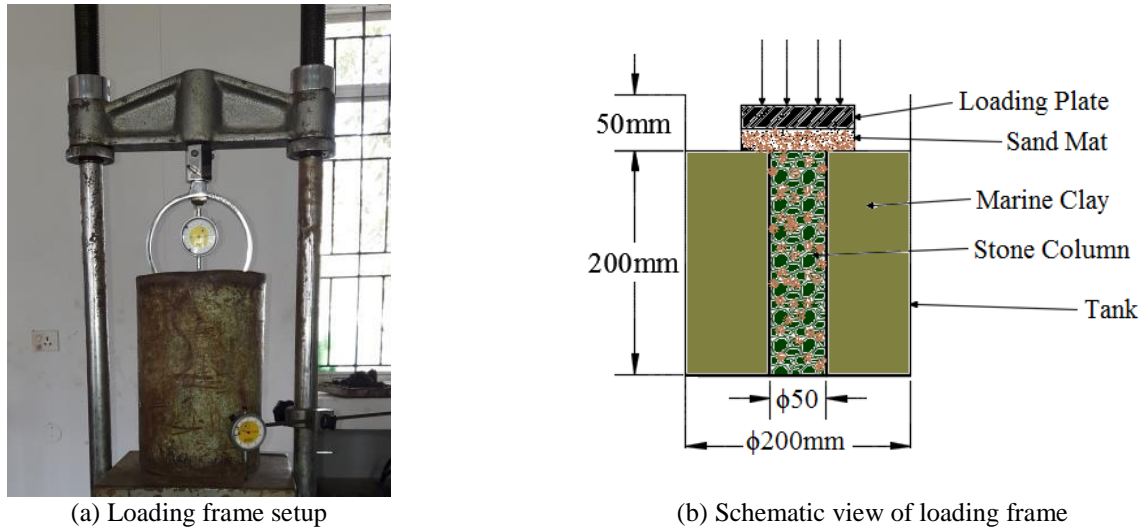 50mm
200mm
Loading Plate
Sand Mat
Marine Clay
Stone Column
Tank
ϕ50
ϕ200mm
(a) Loading frame setup
(b) Schematic view of loading frame